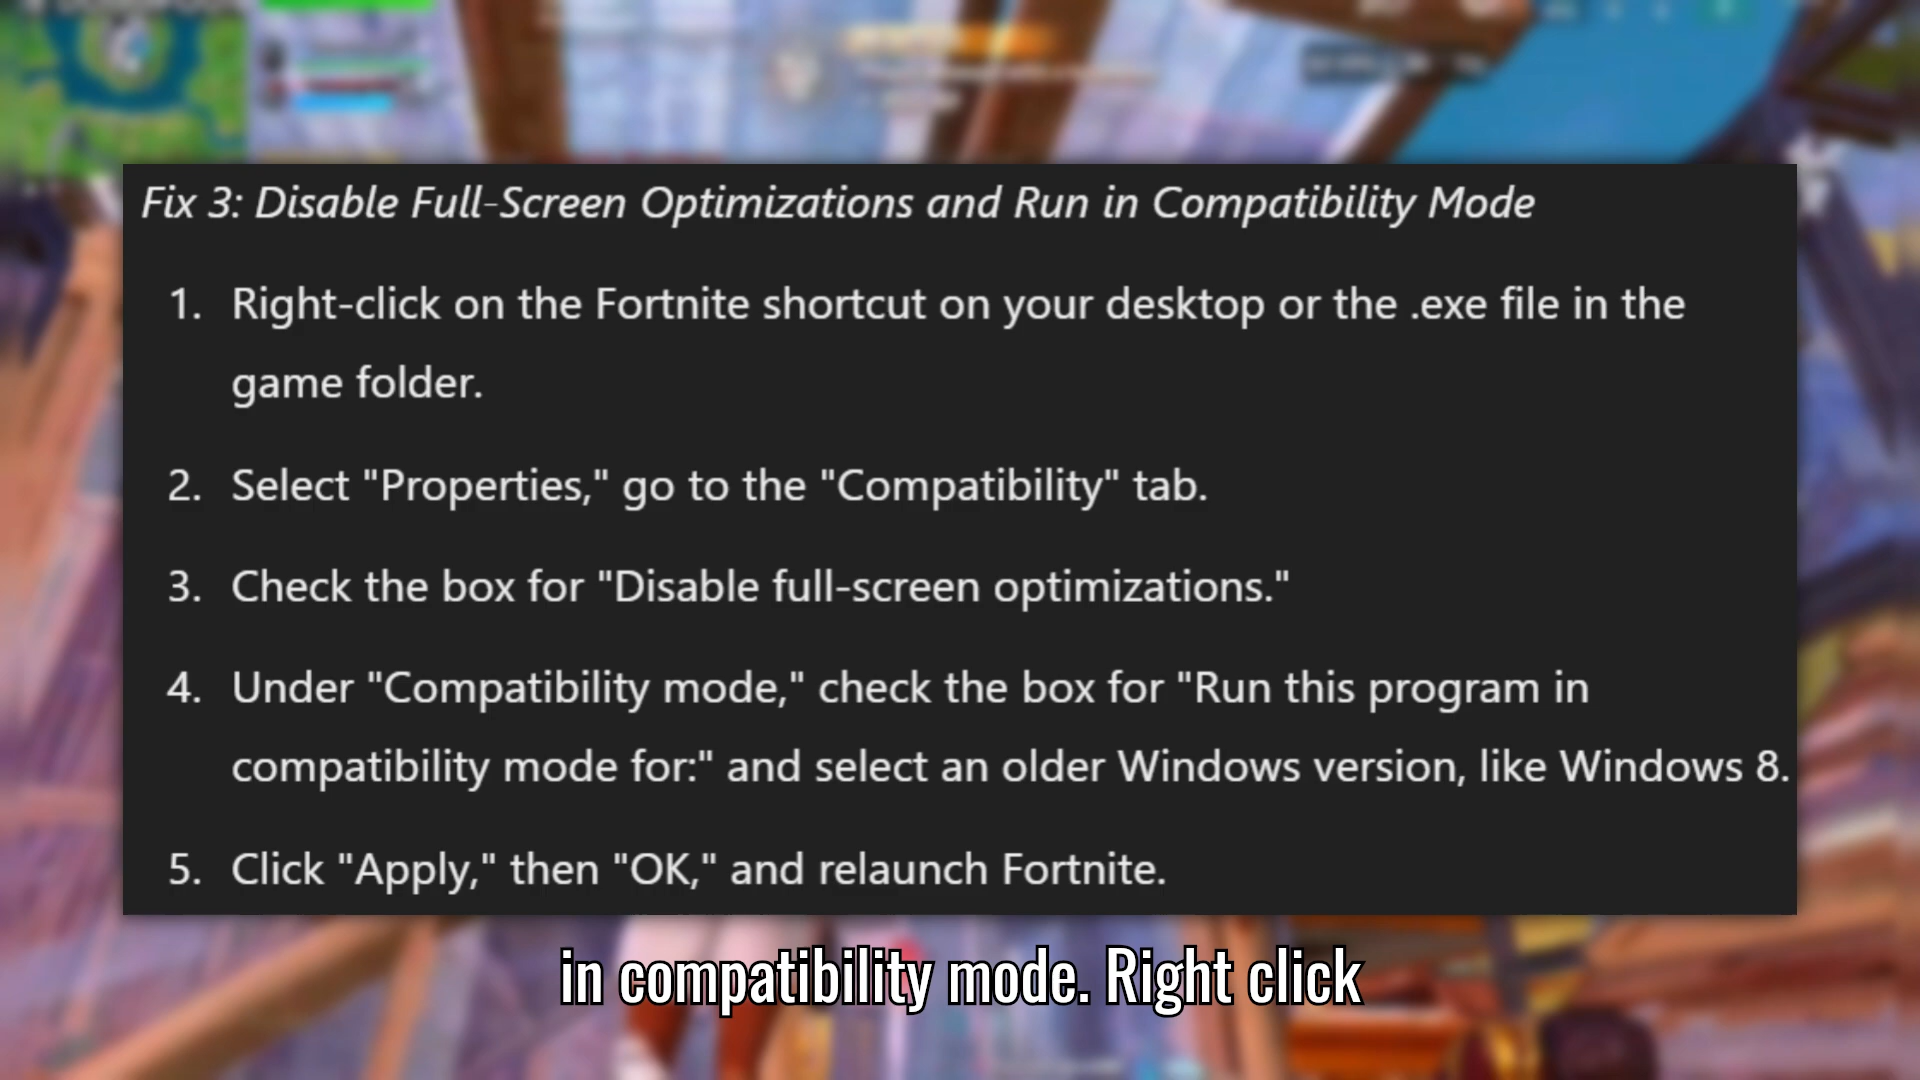 Fix 3: Disable Full-Screen Optimizations and Run in Compatibility Mode
1. Right-click on the Fortnite shortcut on your desktop or the .exe file in the
game folder.
2. Select "Properties," go to the "Compatibility" tab.
3. Check the box for "Disable full-screen optimizations."
4. Under "Compatibility mode," check the box for "Run this program in
compatibility mode for:" and select an older Windows version, like Windows 8.
5. Click "Apply," then "OK," and relaunch Fortnite.
in compatibility mode. Right click